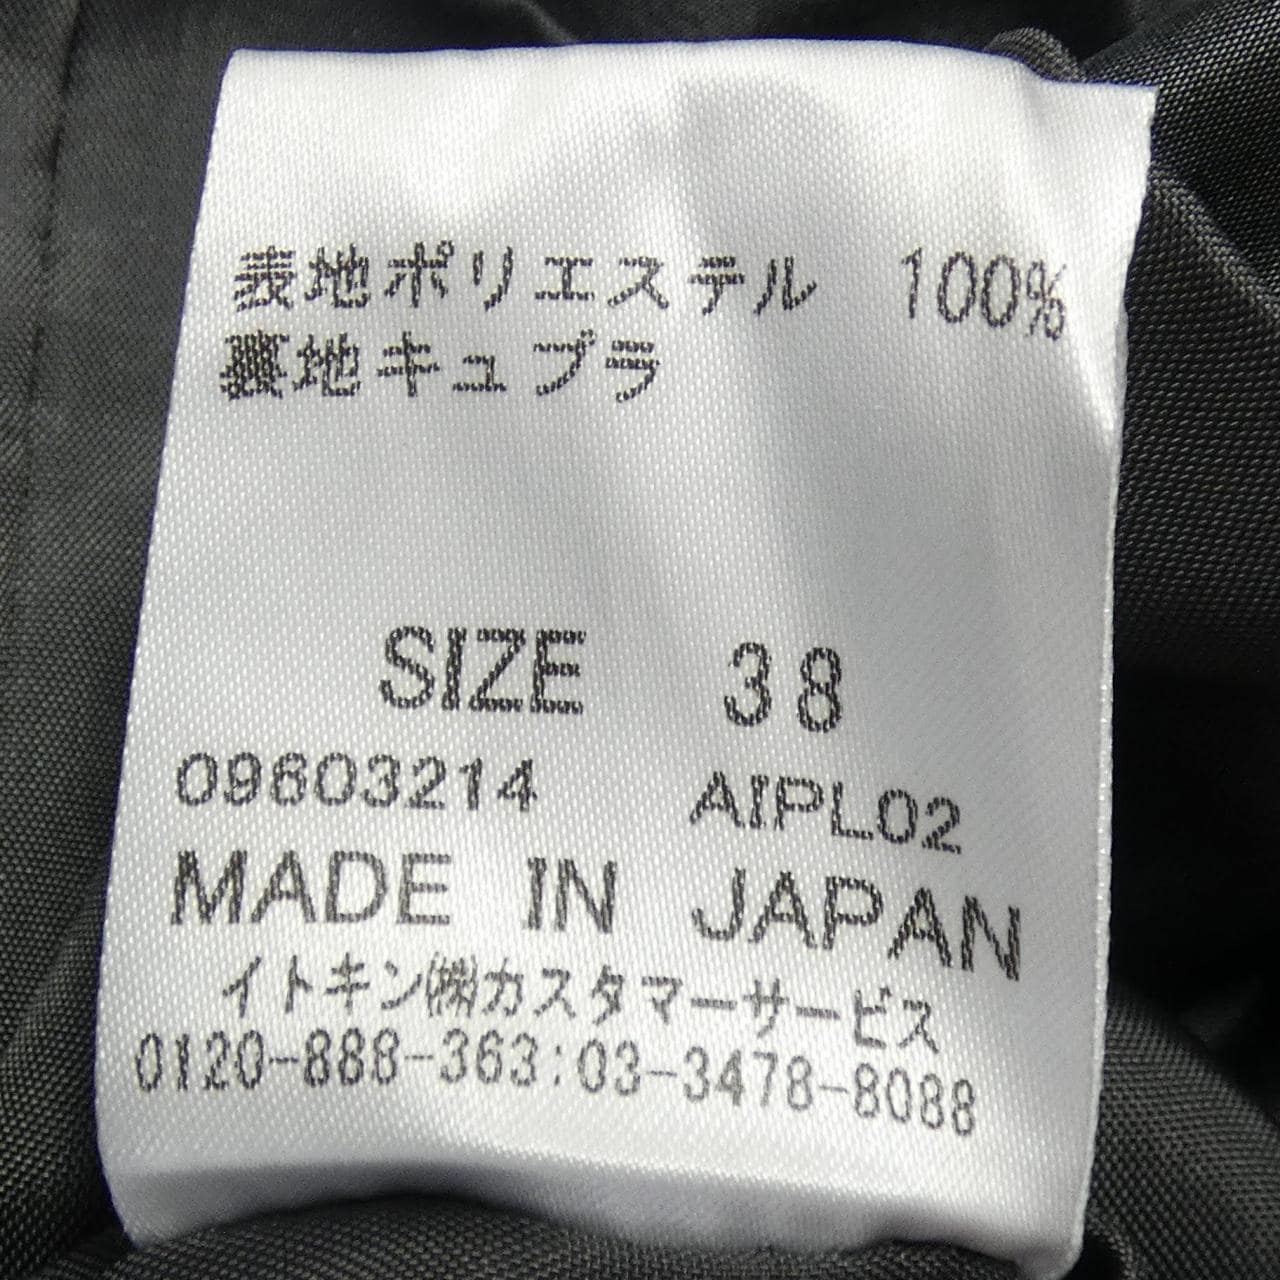 表地ポリエステル 100%
裏地キュプラ
SIZE 38
09603214 AIPL02
MADE IN JAPAN
イトキン㈱カスタマーサービス
0120-888-363:03-3478-8088